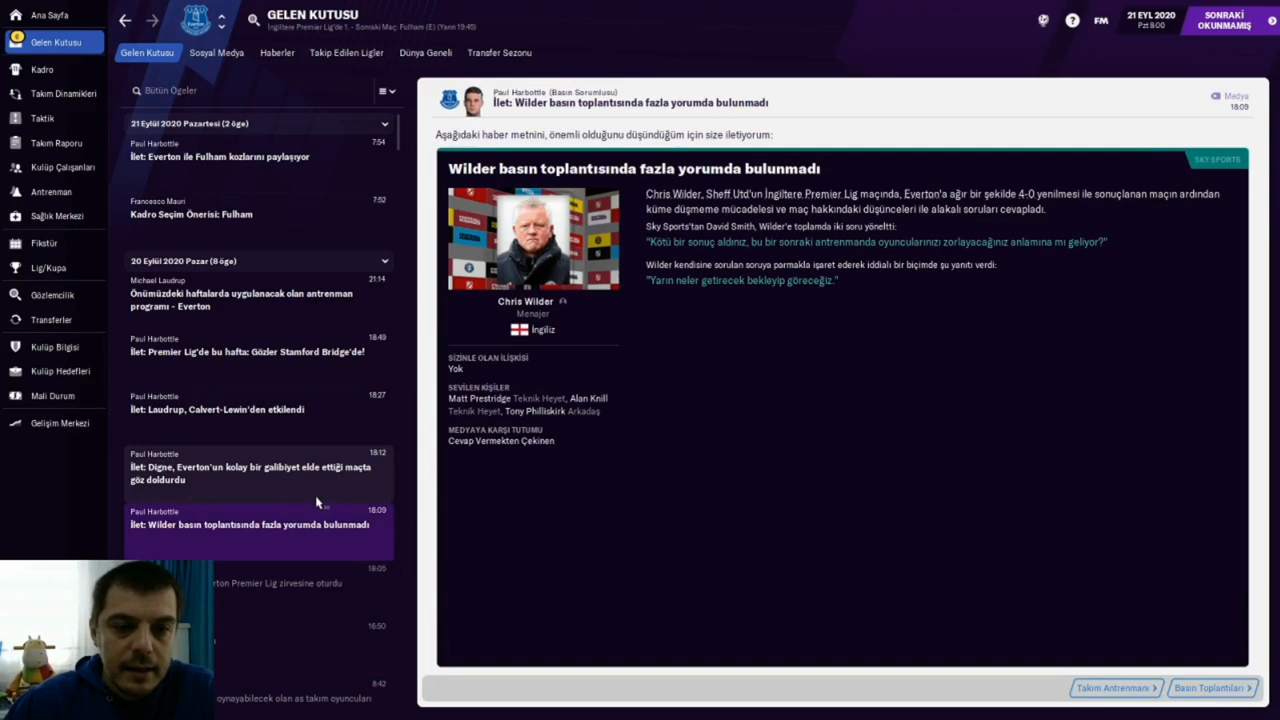 Ana Sayfa
Gelen Kutusu
Kadro
Takım Dinamikleri
Taktik
Takım Raporu
Kulüp Çalışanları
Antrenman
Sağlık Merkezi
Fikstür
Lig/Kupa
Gözlemcilik
Transferler
Kulüp Bilgisi
Kulüp Hedefleri
Mali Durum
Gelişim Merkezi
GELEN KUTUSU
İngiltere Premier Lig'de 1. - Sonraki Maç: Fulham (E) (Yarın 19:45)
FM
21 EYL 2020
Pzt 8:00
SONRAKİ
OKUNMAMIŞ
Gelen Kutusu
Sosyal Medya
Haberler
Takip Edilen Ligler
Dünya Geneli
Transfer Sezonu
Bütün Ögeler
21 Eylül 2020 Pazartesi (2 öge)
Paul Harbottle 7:54
İlet: Everton ile Fulham kozlarını paylaşıyor
Francesco Mauri 7:52
Kadro Seçim Önerisi: Fulham
20 Eylül 2020 Pazar (8 öge)
Michael Laudrup 21:14
Önümüzdeki haftalarda uygulanacak olan antrenman
programı - Everton
Paul Harbottle 18:49
İlet: Premier Lig'de bu hafta: Gözler Stamford Bridge'de!
Paul Harbottle 18:27
İlet: Laudrup, Calvert-Lewin'den etkilendi
Paul Harbottle 18:12
İlet: Digne, Everton'un kolay bir galibiyet elde ettiği maçta
göz doldurdu
Paul Harbottle 18:09
İlet: Wilder basın toplantısında fazla yorumda bulunmadı
18:05
rton Premier Lig zirvesine oturdu
16:50
8:42
oynayabilecek olan as takım oyuncuları
Paul Harbottle (Basın Sorumlusu)
İlet: Wilder basın toplantısında fazla yorumda bulunmadı
Medya
18:09
Aşağıdaki haber metnini, önemli olduğunu düşündüğüm için size iletiyorum:
SKY SPORTS
Wilder basın toplantısında fazla yorumda bulunmadı
Chris Wilder, Sheff Utd'un İngiltere Premier Lig maçında, Everton'a ağır bir şekilde 4-0 yenilmesi ile sonuçlanan maçın ardından
küme düşmeme mücadelesi ve maç hakkındaki düşünceleri ile alakalı soruları cevapladı.
Sky Sports'tan David Smith, Wilder'e toplamda iki soru yöneltti:
"Kötü bir sonuç aldınız, bu bir sonraki antrenmanda oyuncularınızı zorlayacağınız anlamına mı geliyor?"
Wilder kendisine sorulan soruya parmakla işaret ederek iddialı bir biçimde şu yanıtı verdi:
"Yarın neler getirecek bekleyip göreceğiz."
Chris Wilder
Menajer
İngiliz
SİZİNLE OLAN İLİŞKİSİ
Yok
SEVİLEN KİŞİLER
Matt Prestridge Teknik Heyet, Alan Knill
Teknik Heyet, Tony Philliskirk Arkadaş
MEDYAYA KARŞI TUTUMU
Cevap Vermekten Çekinen
Takım Antrenmanı
Basın Toplantıları